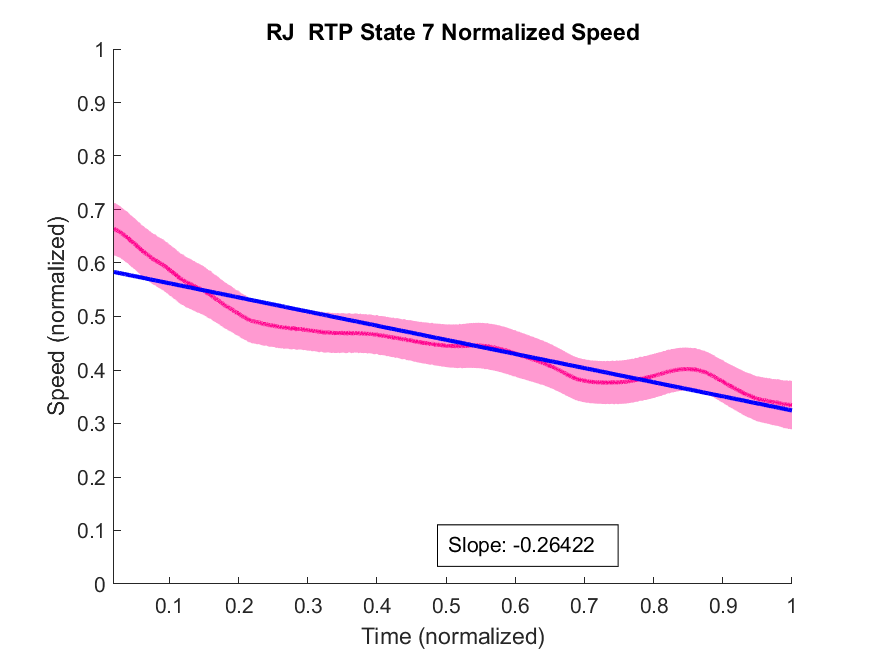 RJ  RTP State 7 Normalized Speed
1
0.9
0.8
0.7
0.6
0.5
0.4
0.3
0.2
0.1
0
Speed (normalized)
Slope: -0.26422
0.1 0.2 0.3 0.4 0.5 0.6 0.7 0.8 0.9 1
Time (normalized)